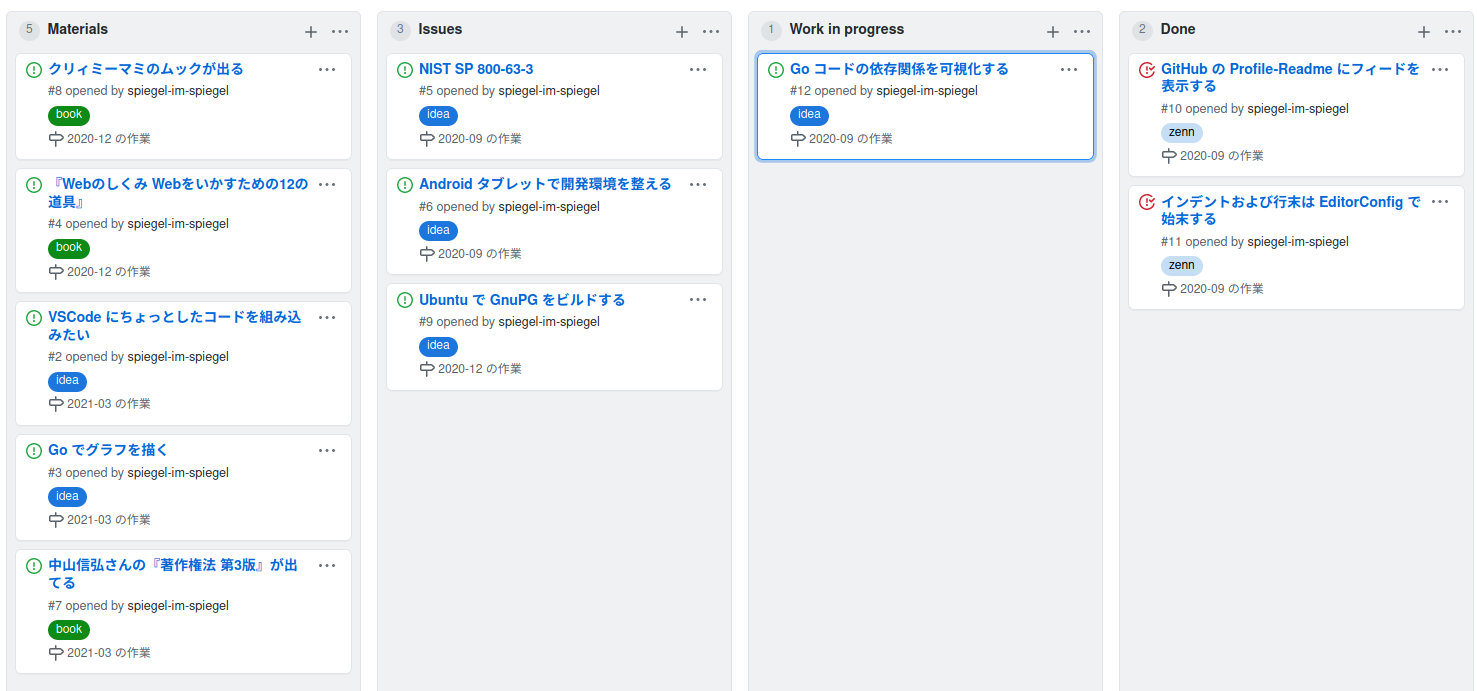 5 Materials
クリィミーマミのムックが出る
#8 opened by spiegel-im-spiegel
book
2020-12 の作業
『Webのしくみ Webをいかすための12の
道具』
#4 opened by spiegel-im-spiegel
book
2020-12 の作業
VSCode にちょっとしたコードを組み込
みたい
#2 opened by spiegel-im-spiegel
idea
2021-03 の作業
Go でグラフを描く
#3 opened by spiegel-im-spiegel
idea
2021-03 の作業
中山信弘さんの『著作権法 第3版』が出
てる
#7 opened by spiegel-im-spiegel
book
2021-03 の作業
3 Issues
NIST SP 800-63-3
#5 opened by spiegel-im-spiegel
idea
2020-09 の作業
Android タブレットで開発環境を整える
#6 opened by spiegel-im-spiegel
idea
2020-09 の作業
Ubuntu で GnuPG をビルドする
#9 opened by spiegel-im-spiegel
idea
2020-12 の作業
1 Work in progress
Go コードの依存関係を可視化する
#12 opened by spiegel-im-spiegel
idea
2020-09 の作業
2 Done
GitHub の Profile-Readme にフィードを
表示する
#10 opened by spiegel-im-spiegel
zenn
2020-09 の作業
インデントおよび行末は EditorConfig で
始末する
#11 opened by spiegel-im-spiegel
zenn
2020-09 の作業